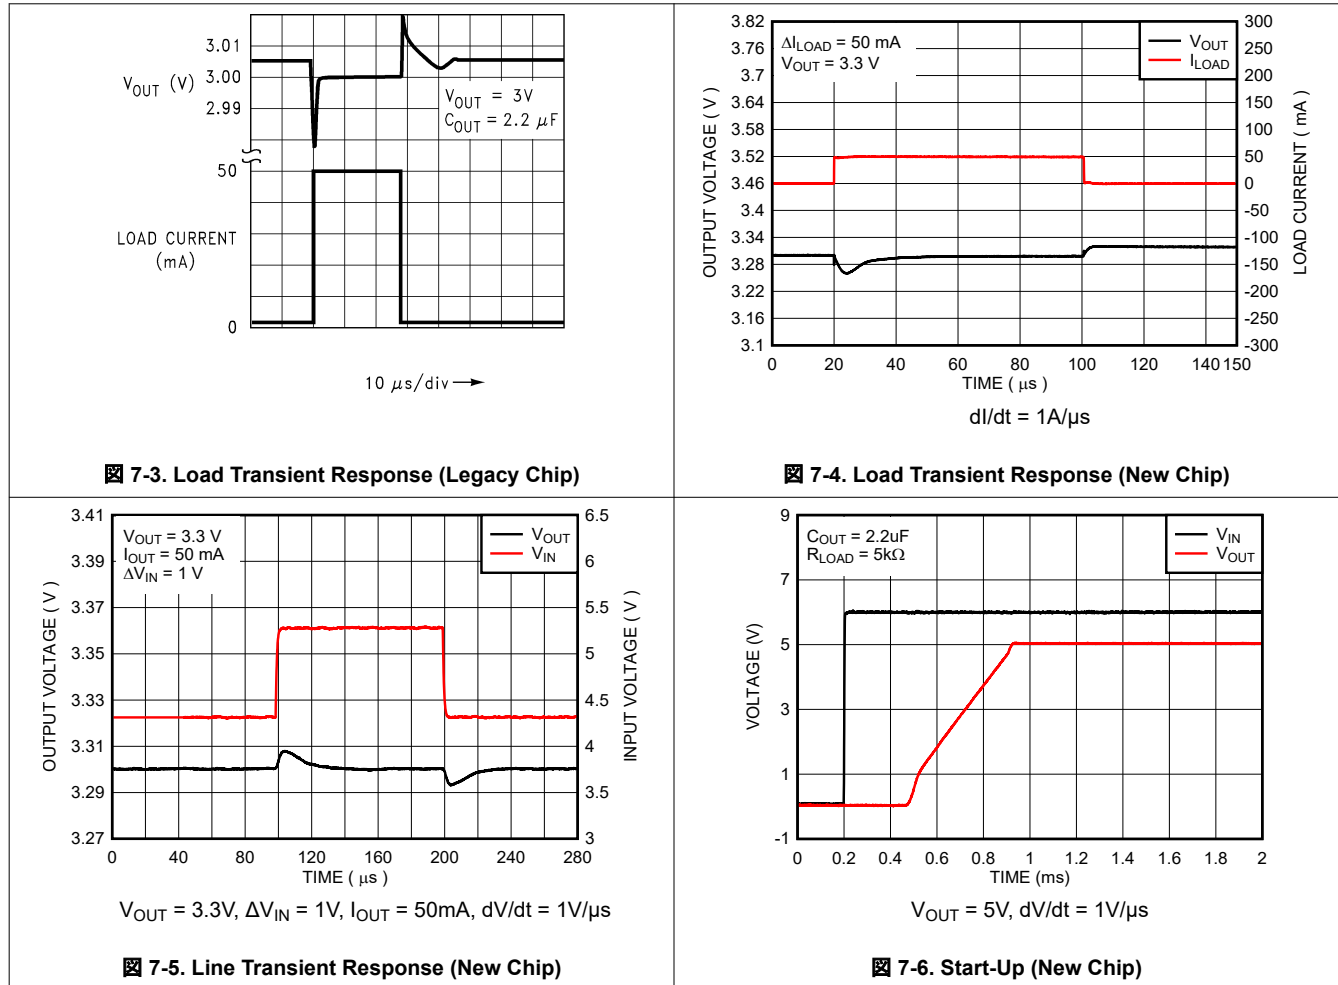 3.01
3.00
2.99
V_OUT (V)
V_OUT = 3V
C_OUT = 2.2 µF
50
LOAD CURRENT
(mA)
0
10 µs/div
図 7-3. Load Transient Response (Legacy Chip)
3.82
3.76
3.7
3.64
3.58
3.52
3.46
3.4
3.34
3.28
3.22
3.16
3.1
OUTPUT VOLTAGE ( V )
ΔI_LOAD = 50 mA
V_OUT = 3.3 V
V_OUT
I_LOAD
300
250
200
150
100
50
0
-50
-100
-150
-200
-250
-300
LOAD CURRENT ( mA )
0 20 40 60 80 100 120 140 150
TIME ( µs )
dI/dt = 1A/µs
図 7-4. Load Transient Response (New Chip)
3.41
3.39
3.37
3.35
3.33
3.31
3.29
3.27
OUTPUT VOLTAGE ( V )
V_OUT = 3.3 V
I_OUT = 50 mA
ΔV_IN = 1 V
V_OUT
V_IN
6.5
6
5.5
5
4.5
4
3.5
3
INPUT VOLTAGE ( V )
0 40 80 120 160 200 240 280
TIME ( µs )
V_OUT = 3.3V, ΔV_IN = 1V, I_OUT = 50mA, dV/dt = 1V/µs
図 7-5. Line Transient Response (New Chip)
9
7
5
3
1
-1
VOLTAGE (V)
C_OUT = 2.2uF
R_LOAD = 5kΩ
V_IN
V_OUT
0 0.2 0.4 0.6 0.8 1 1.2 1.4 1.6 1.8 2
TIME (ms)
V_OUT = 5V, dV/dt = 1V/µs
図 7-6. Start-Up (New Chip)